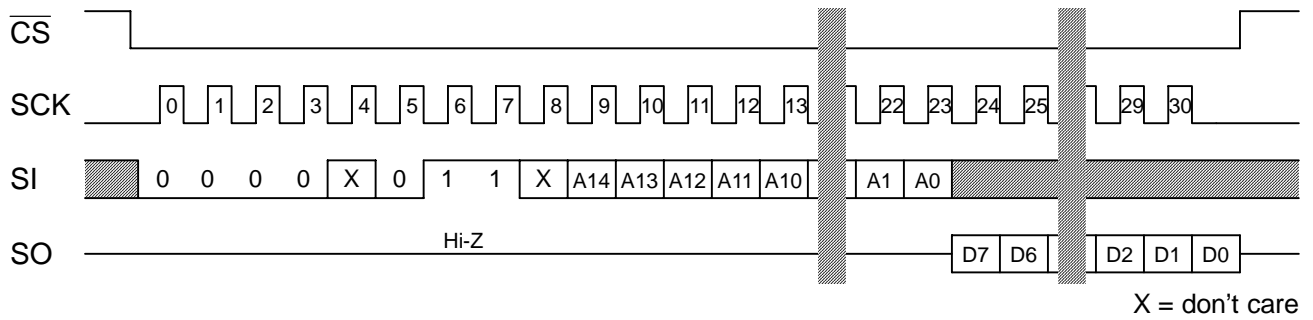 CS
SCK 0 1 2 3 4 5 6 7 8 9 10 11 12 13 22 23 24 25 29 30
SI 0 0 0 0 X 0 1 1 X A14 A13 A12 A11 A10 A1 A0
Hi-Z
SO D7 D6 D2 D1 D0
X = don't care